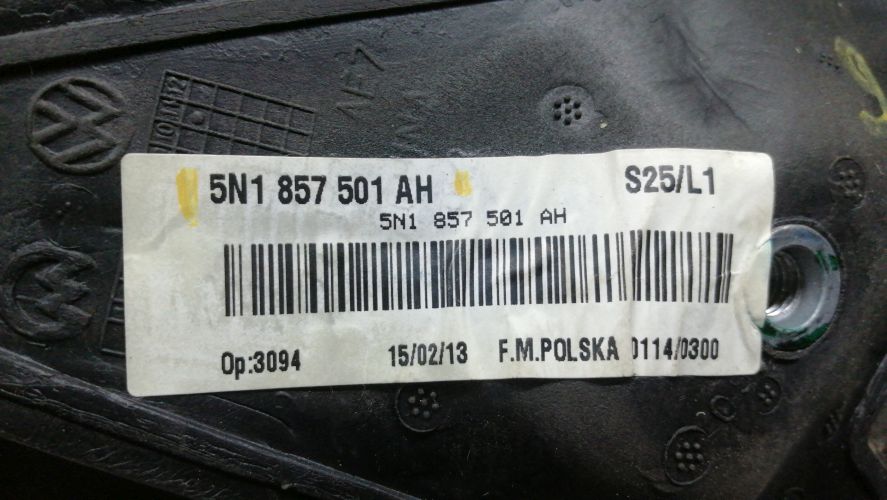 5N1 857 501 AH S25/L1
5N1 857 501 AH
Op:3094 15/02/13 F.M.POLSKA 0114/0300